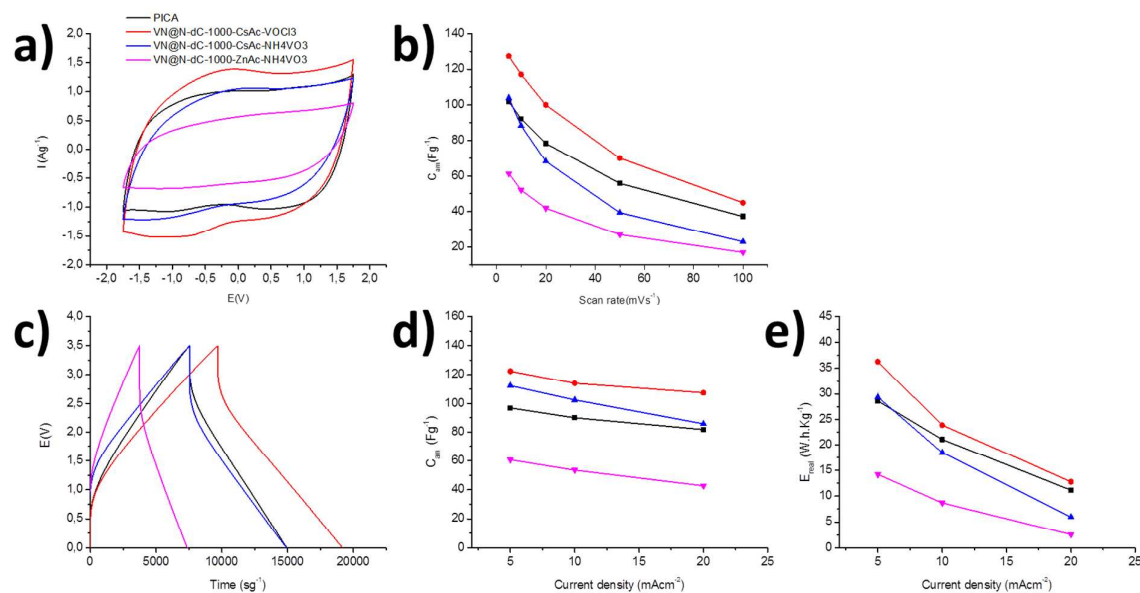 a)
PICA
VN@N-dC-1000-CsAc-VOCl3
VN@N-dC-1000-CsAc-NH4VO3
VN@N-dC-1000-ZnAc-NH4VO3
2,0
1,5
1,0
0,5
0,0
-0,5
-1,0
-1,5
-2,0
I (Ag-1)
-2,0 -1,5 -1,0 -0,5 0,0 0,5 1,0 1,5 2,0
E(V)
b)
140
120
100
80
60
40
20
Cam(Fg-1)
0 20 40 60 80 100
Scan rate(mVs-1)
c)
4,0
3,5
3,0
2,5
2,0
1,5
1,0
0,5
0,0
E(V)
0 5000 10000 15000 20000
Time (sg-1)
d)
160
140
120
100
80
60
40
20
0
Cam (Fg-1)
5 10 15 20 25
Current density (mAcm-2)
e)
45
40
35
30
25
20
15
10
5
0
Ereal (W.h.Kg-1)
5 10 15 20 25
Current density (mAcm-2)